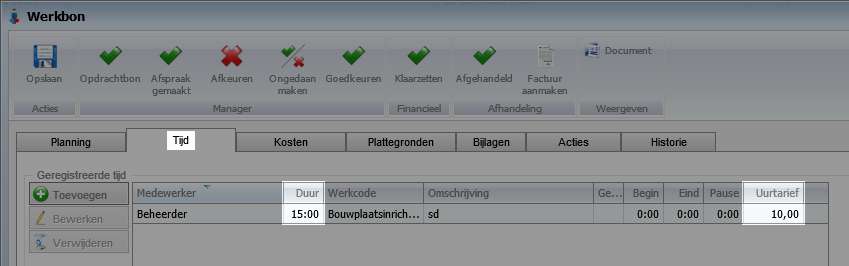 Werkbon
Opslaan
Opdrachtbon
Afspraak
gemaakt
Afkeuren
Ongedaan
maken
Goedkeuren
Klaarzetten
Afgehandeld
Factuur
aanmaken
Document
Acties
Manager
Financieel
Afhandeling
Weergeven
Planning
Tijd
Kosten
Plattegronden
Bijlagen
Acties
Historie
Geregistreerde tijd
Toevoegen
Bewerken
Verwijderen
Medewerker Duur Werkcode Omschrijving Ge... Begin Eind Pause Uurtarief
Beheerder 15:00 Bouwplaatsinrich... sd 0:00 0:00 0:00 10,00